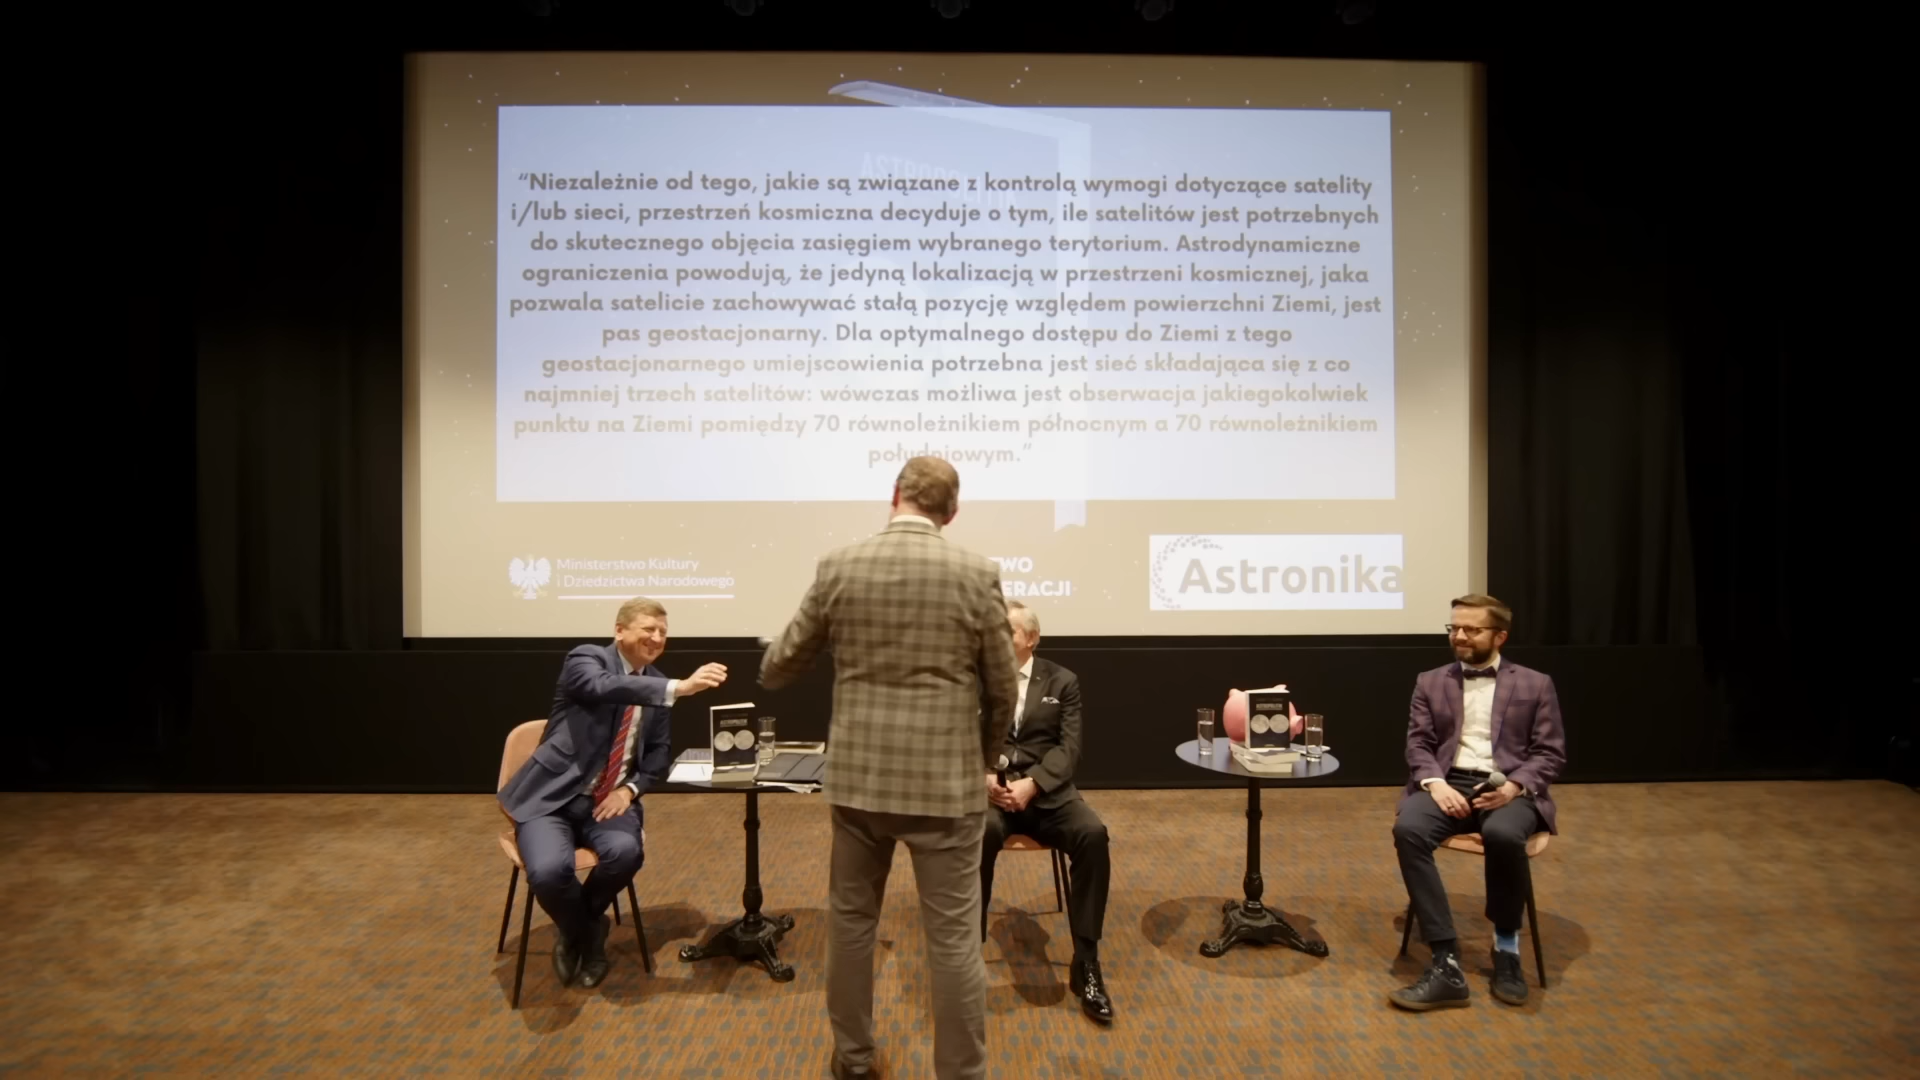 “Niezależnie od tego, jakie są związane z kontrolą wymogi dotyczące satelity
i/lub sieci, przestrzeń kosmiczna decyduje o tym, ile satelitów jest potrzebnych
do skutecznego objęcia zasięgiem wybranego terytorium. Astrodynamiczne
ograniczenia powodują, że jedyną lokalizacją w przestrzeni kosmicznej, jaka
pozwala satelicie zachowywać stałą pozycję względem powierzchni Ziemi, jest
pas geostacjonarny. Dla optymalnego dostępu do Ziemi z tego
geostacjonarnego umiejscowienia potrzebna jest sieć składająca się z co
najmniej trzech satelitów: wówczas możliwa jest obserwacja jakiegokolwiek
punktu na Ziemi pomiędzy 70 równoleżnikiem północnym a 70 równoleżnikiem
południowym.”
Ministerstwo Kultury
i Dziedzictwa Narodowego
Astronika